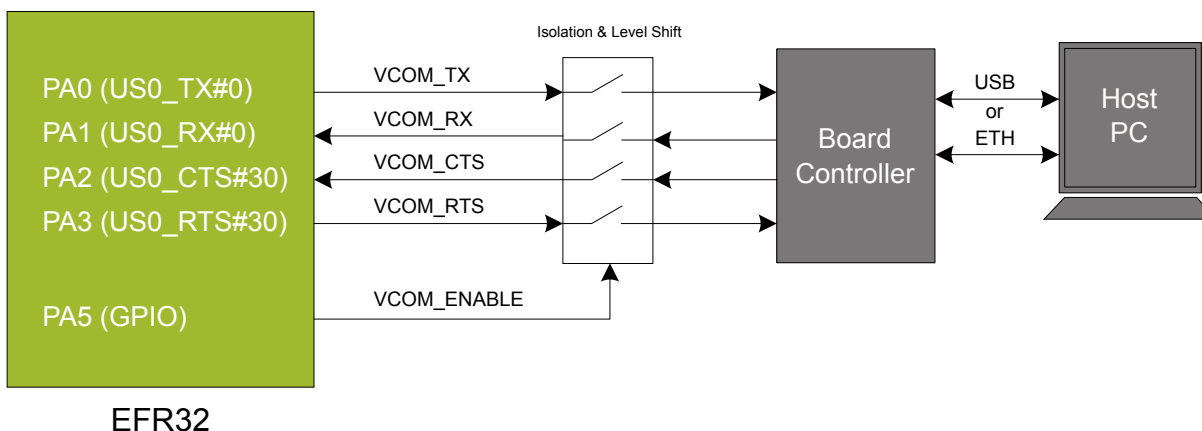 Isolation & Level Shift
PA0 (US0_TX#0)
PA1 (US0_RX#0)
PA2 (US0_CTS#30)
PA3 (US0_RTS#30)
PA5 (GPIO)
VCOM_TX
VCOM_RX
VCOM_CTS
VCOM_RTS
VCOM_ENABLE
Board
Controller
USB
or
ETH
Host
PC
EFR32